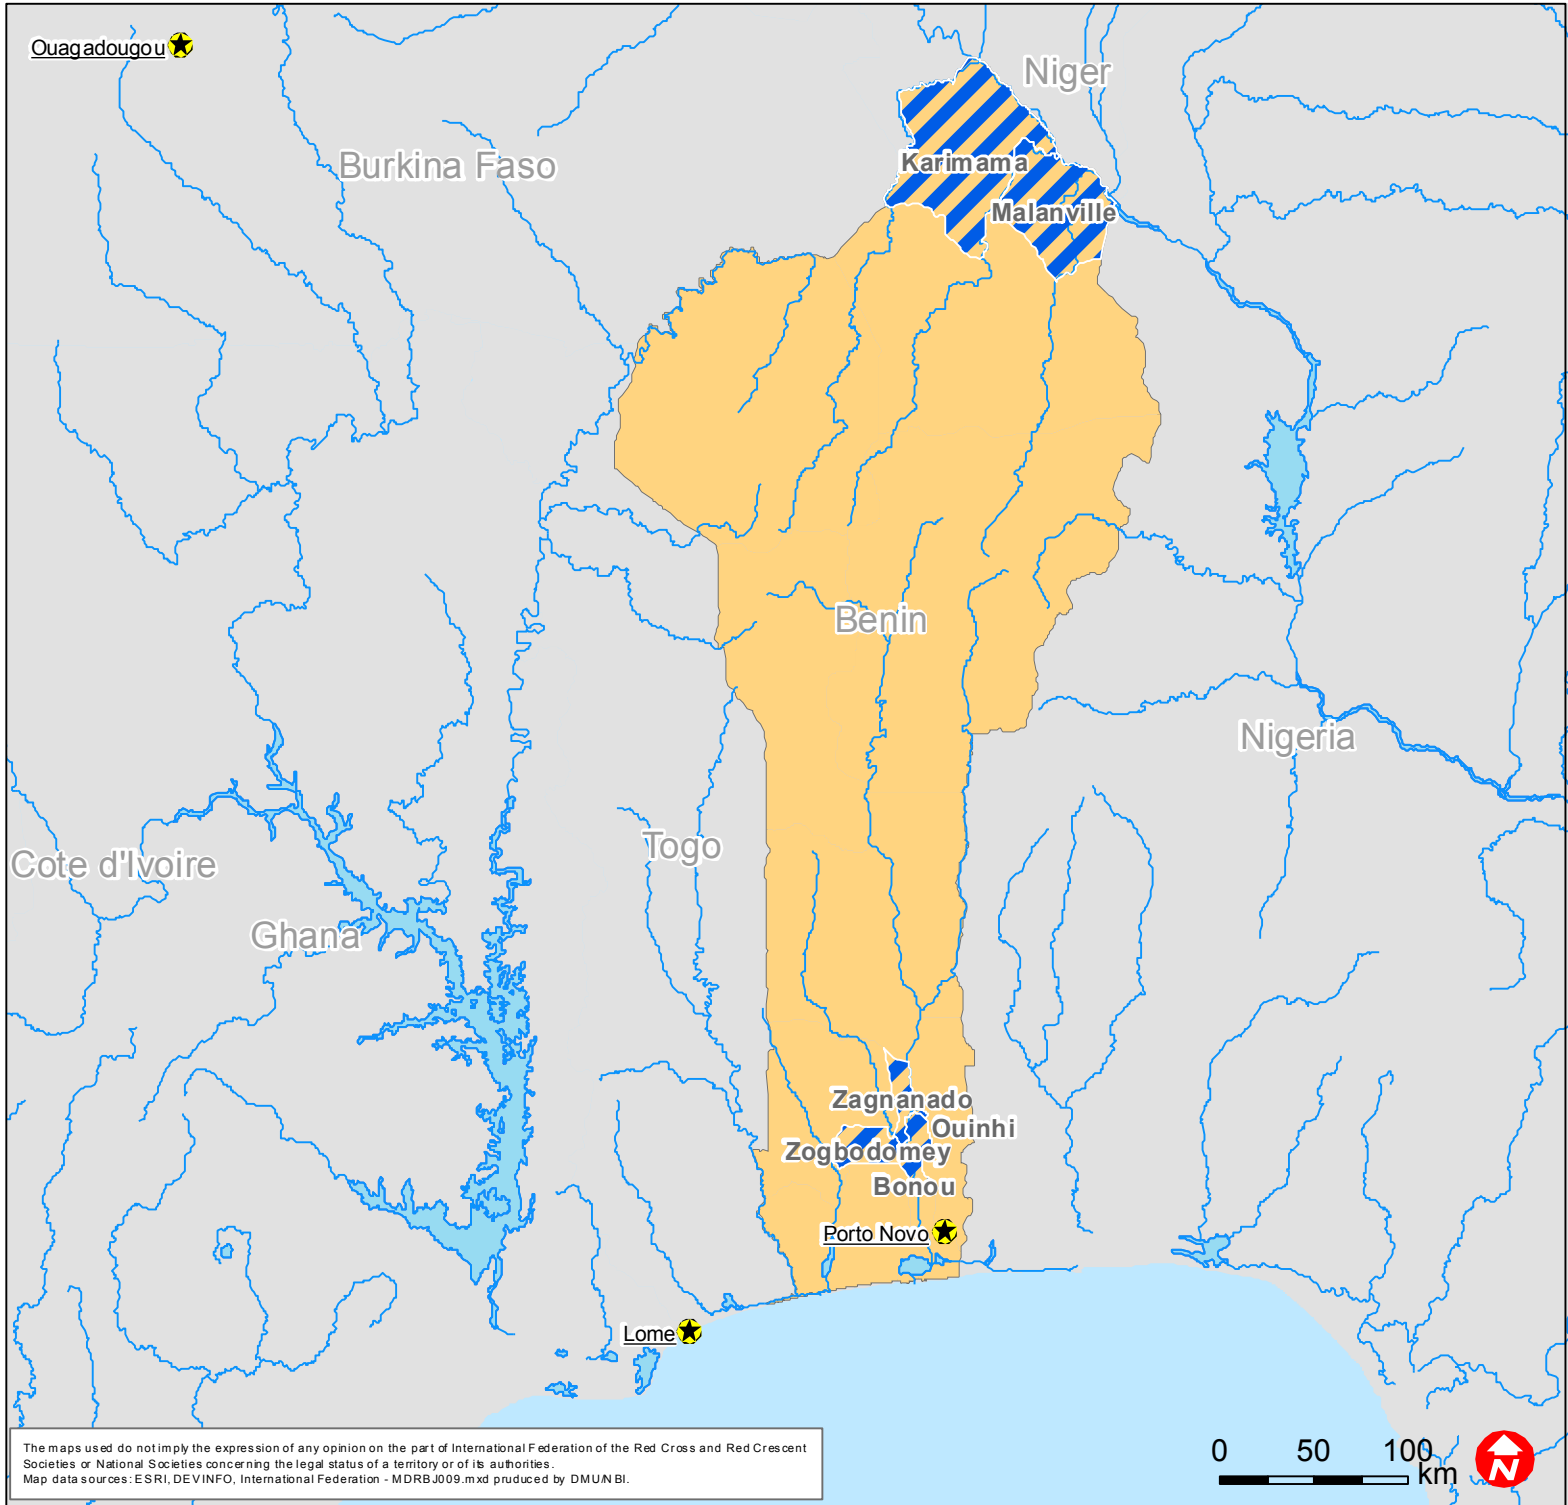 Ouagadougou
Niger
Burkina Faso
Karimama
Malanville
Benin
Nigeria
Togo
Cote d'Ivoire
Ghana
Zagnanado
Ouinhi
Zogbodomey
Bonou
Porto Novo
Lome
The maps used do not imply the expression of any opinion on the part of International Federation of the Red Cross and Red Crescent
Societies or National Societies concerning the legal status of a territory or of its authorities.
Map data sources: ESRI, DEVINFO, International Federation - MDRBJ009.mxd pruduced by DMU/NBI.
0 50 100
km
N